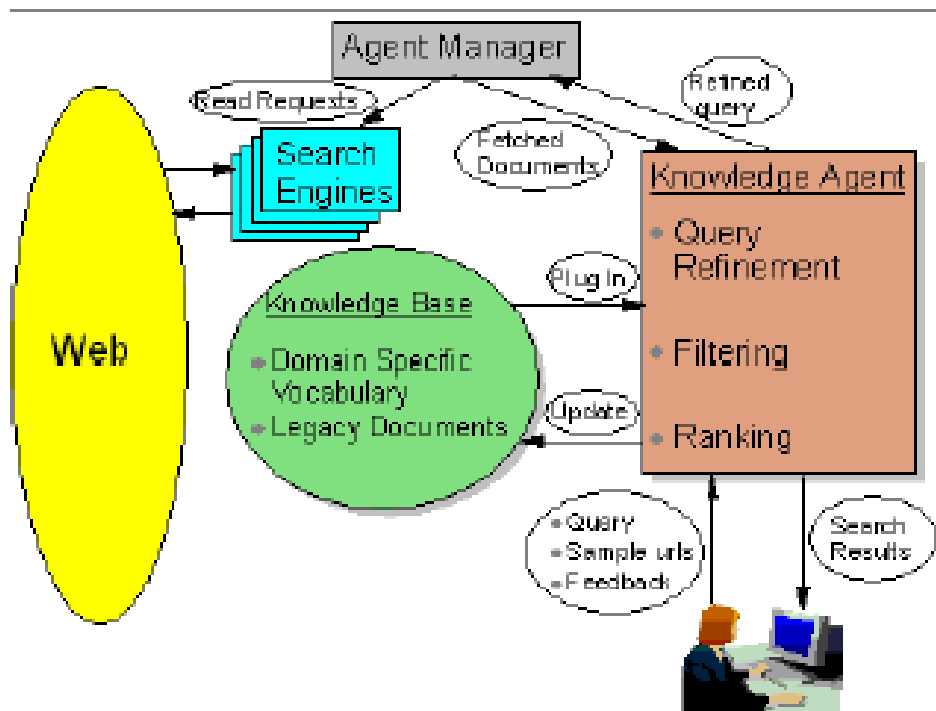 Agent Manager
Read Requests
Refined
query
Fetched
Documents
Search
Engines
Knowledge Agent
• Query
Refinement
• Filtering
• Ranking
Plug In
Knowledge Base
• Domain Specific
Vocabulary
• Legacy Documents
Web
Update
• Query
• Sample urls
• Feedback
Search
Results